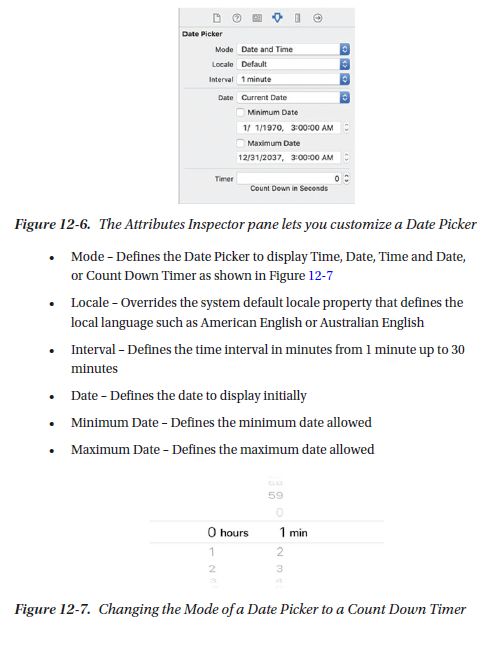 Date Picker
Mode Date and Time
Locale Default
Interval 1 minute
Date Current Date
Minimum Date
1/ 1/1970, 3:00:00 AM
Maximum Date
12/31/2037, 3:00:00 AM
Timer 0
Count Down in Seconds
Figure 12-6. The Attributes Inspector pane lets you customize a Date Picker
• Mode – Defines the Date Picker to display Time, Date, Time and Date,
or Count Down Timer as shown in Figure 12-7
• Locale – Overrides the system default locale property that defines the
local language such as American English or Australian English
• Interval – Defines the time interval in minutes from 1 minute up to 30
minutes
• Date – Defines the date to display initially
• Minimum Date – Defines the minimum date allowed
• Maximum Date – Defines the maximum date allowed
59
0
0 hours 1 min
1 2
2 3
Figure 12-7. Changing the Mode of a Date Picker to a Count Down Timer